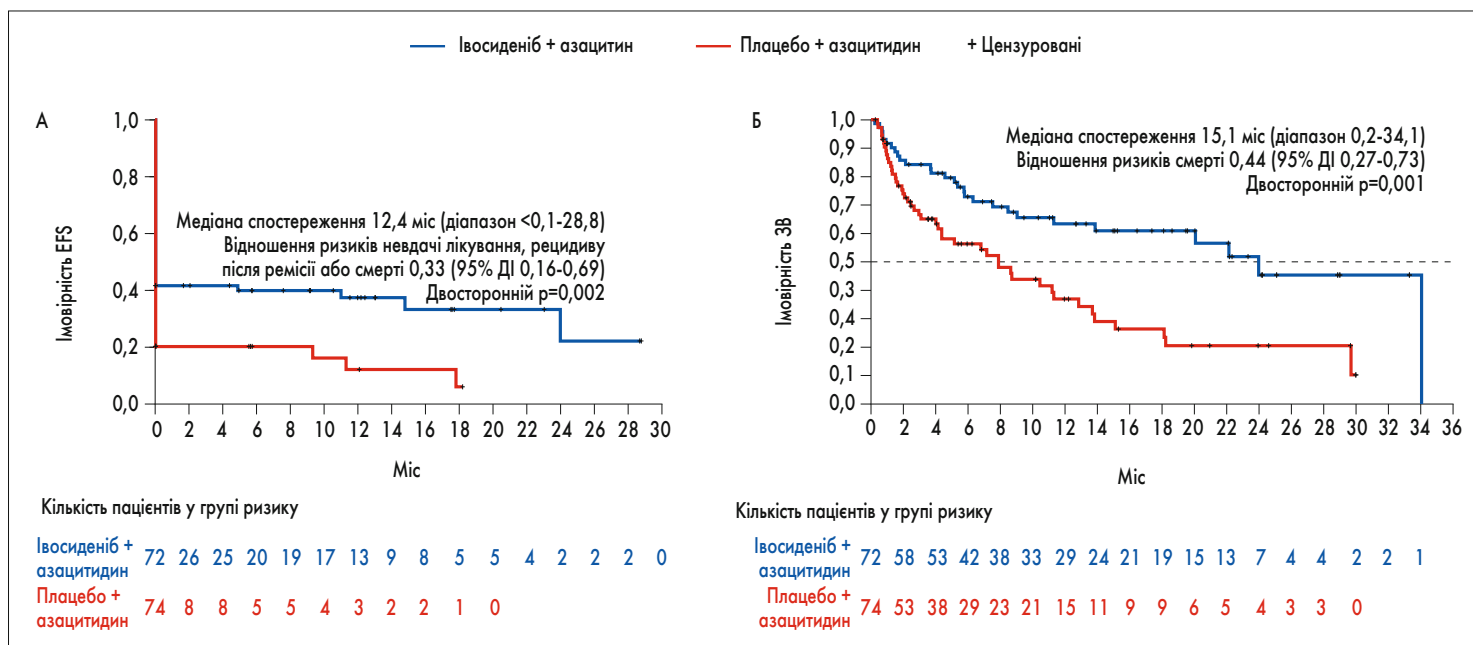 Івосиденіб + азацитин Плацебо + азацитидин + Цензуровані
А
Імовірність EFS
1,0
0,8
0,6
0,4
0,2
0,0
Медіана спостереження 12,4 міс (діапазон <0,1-28,8)
Відношення ризиків невдачі лікування, рецидиву
після ремісії або смерті 0,33 (95% ДІ 0,16-0,69)
Двосторонній p=0,002
0 2 4 6 8 10 12 14 16 18 20 22 24 26 28 30
Міс
Кількість пацієнтів у групі ризику
Івосиденіб +
азацитидин 72 26 25 20 19 17 13 9 8 5 5 4 2 2 2 0
Плацебо +
азацитидин 74 8 8 5 5 4 3 2 2 1 0
Б
Імовірність ЗВ
1,0
0,9
0,8
0,7
0,6
0,5
0,3
0,4
0,2
0,1
0,0
Медіана спостереження 15,1 міс (діапазон 0,2-34,1)
Відношення ризиків смерті 0,44 (95% ДІ 0,27-0,73)
Двосторонній p=0,001
0 2 4 6 8 10 12 14 16 18 20 22 24 26 28 30 32 34 36
Міс
Кількість пацієнтів у групі ризику
Івосиденіб +
азацитидин 72 58 53 42 38 33 29 24 21 19 15 13 7 4 4 2 2 1
Плацебо +
азацитидин 74 53 38 29 23 21 15 11 9 9 6 5 4 3 3 0